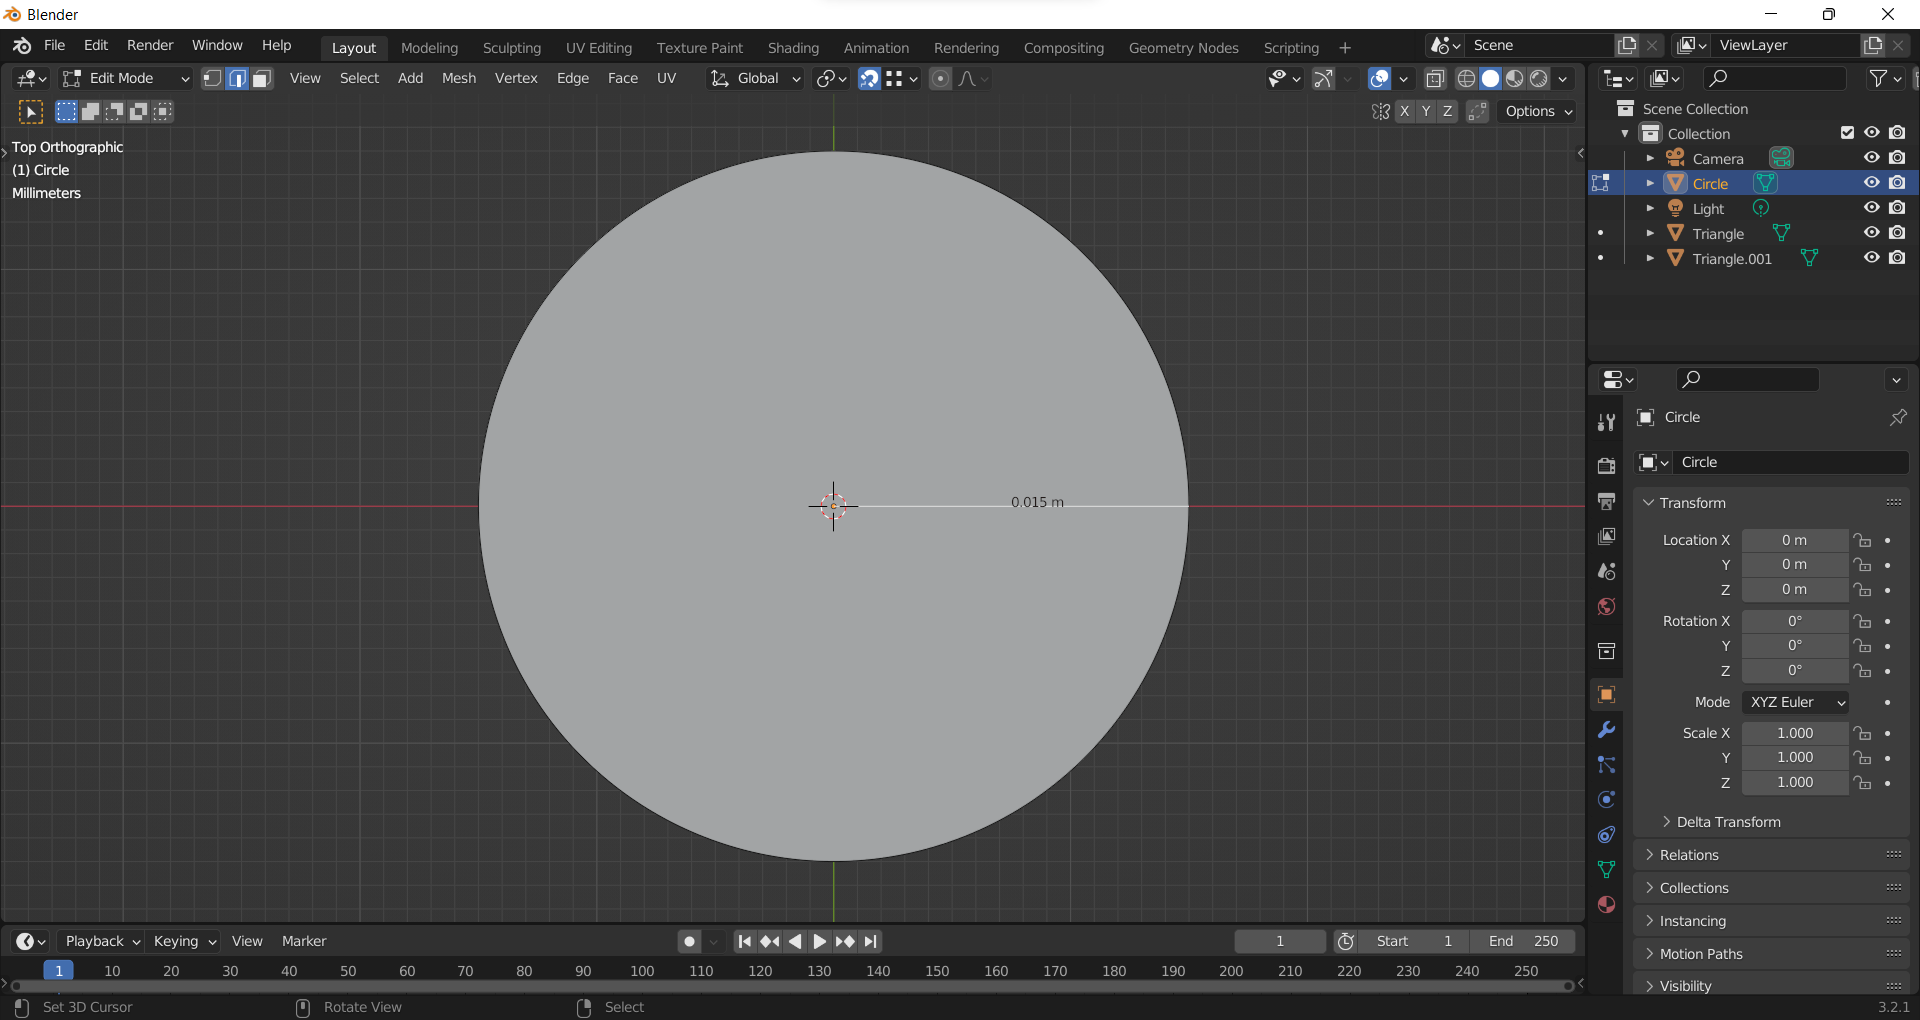 Blender
File Edit Render Window Help Layout Modeling Sculpting UV Editing Texture Paint Shading Animation Rendering Compositing Geometry Nodes Scripting + Scene ViewLayer
Edit Mode View Select Add Mesh Vertex Edge Face UV Global
X Y Z Options
Top Orthographic
(1) Circle
Millimeters
0.015 m
Scene Collection
Collection
Camera
Circle
Light
Triangle
Triangle.001
Circle
Circle
Transform
Location X 0 m
Y 0 m
Z 0 m
Rotation X 0°
Y 0°
Z 0°
Mode XYZ Euler
Scale X 1.000
Y 1.000
Z 1.000
Delta Transform
Relations
Collections
Instancing
Motion Paths
Visibility
Playback Keying View Marker 1 Start 1 End 250
1 10 20 30 40 50 60 70 80 90 100 110 120 130 140 150 160 170 180 190 200 210 220 230 240 250
Set 3D Cursor Rotate View Select 3.2.1